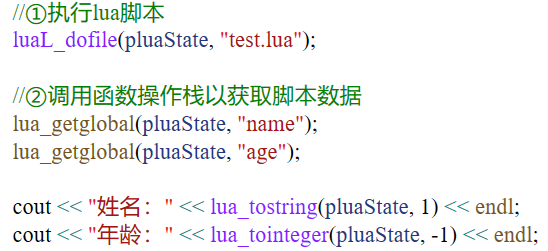 //①执行lua脚本
luaL_dofile(pluaState, "test.lua");
//②调用函数操作栈以获取脚本数据
lua_getglobal(pluaState, "name");
lua_getglobal(pluaState, "age");
cout << "姓名：" << lua_tostring(pluaState, 1) << endl;
cout << "年龄：" << lua_tointeger(pluaState, -1) << endl;